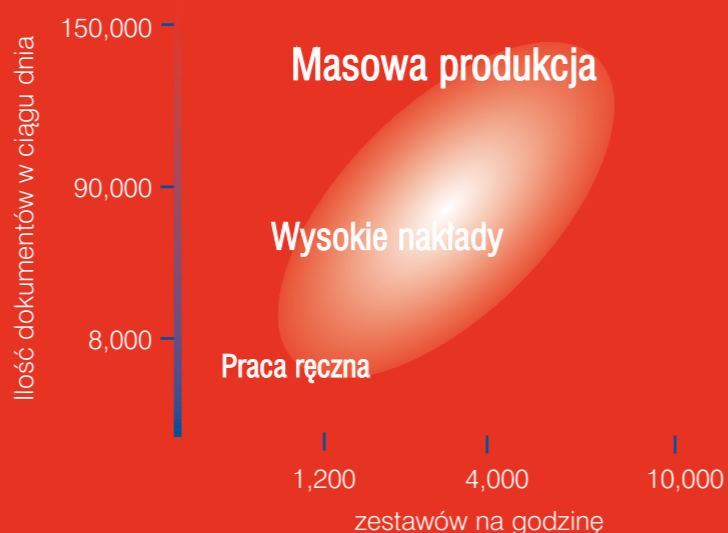 150,000
Masowa produkcja
90,000
Wysokie nakłady
8,000
Praca ręczna
Ilość dokumentów w ciągu dnia
1,200
4,000
10,000
zestawów na godzinę